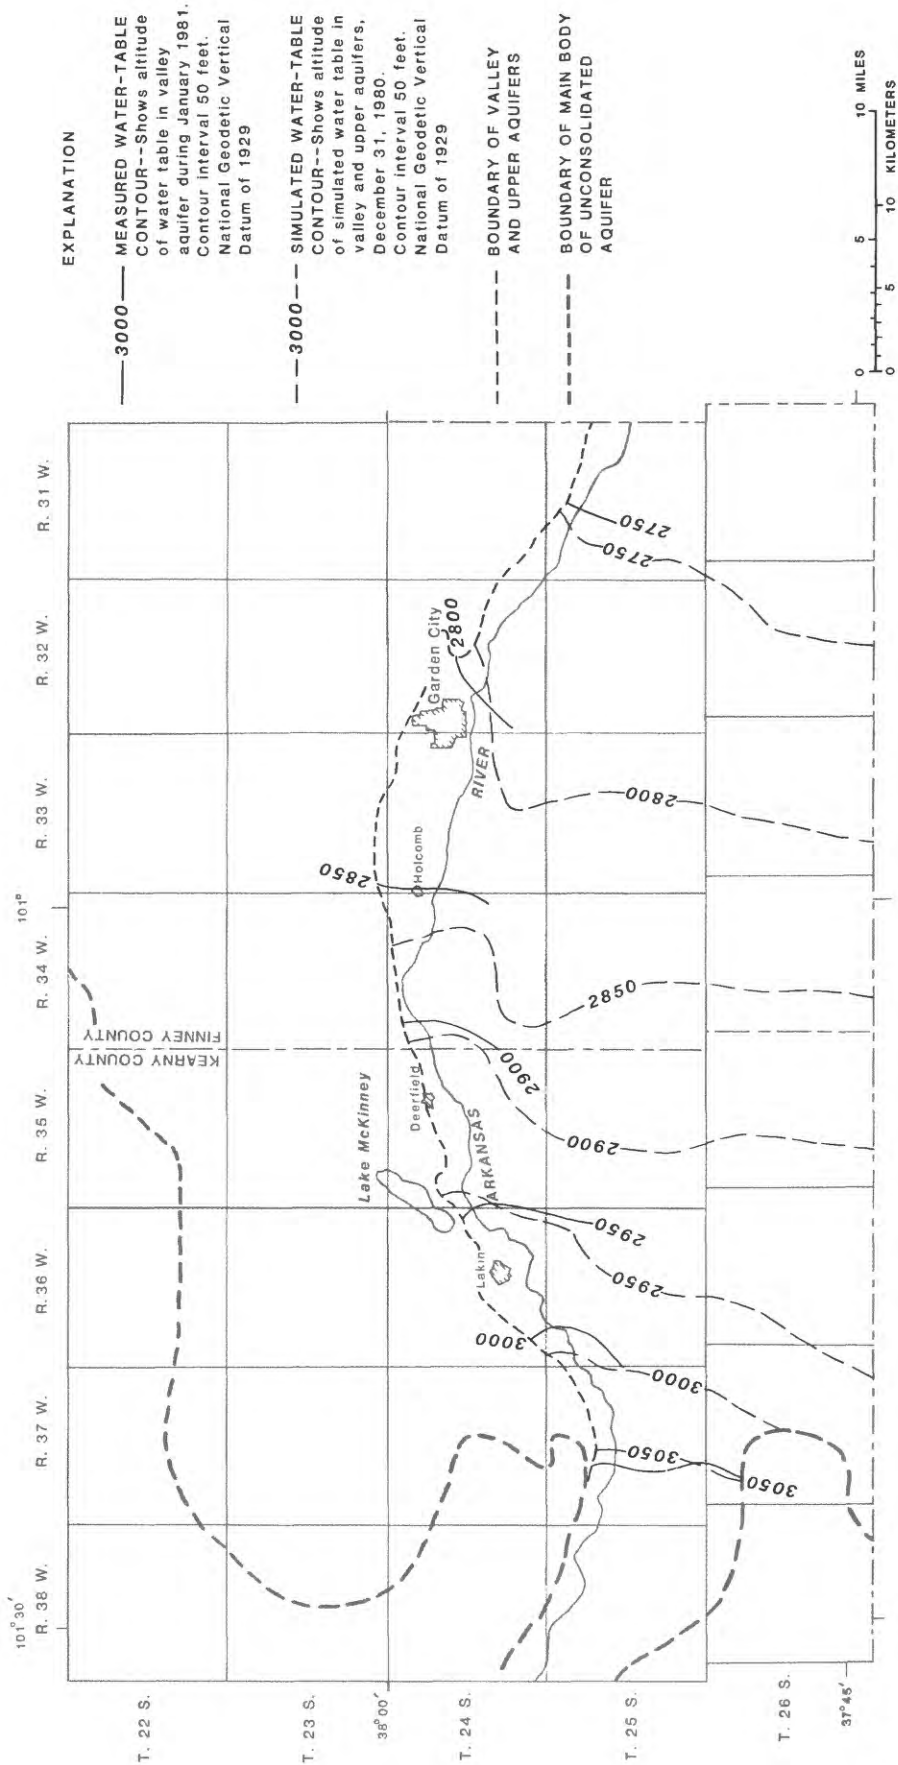 EXPLANATION
3000
MEASURED WATER-TABLE
CONTOUR--Shows altitude
of water table in valley
aquifer during January 1981.
Contour interval 50 feet.
National Geodetic Vertical
Datum of 1929
3000
SIMULATED WATER-TABLE
CONTOUR--Shows altitude
of simulated water table in
valley and upper aquifers,
December 31, 1980.
Contour interval 50 feet.
National Geodetic Vertical
Datum of 1929
BOUNDARY OF VALLEY
AND UPPER AQUIFERS
BOUNDARY OF MAIN BODY
OF UNCONSOLIDATED
AQUIFER
0 5 10 MILES
0 5 10 KILOMETERS
101°30′
101°
R. 38 W.
R. 37 W.
R. 36 W.
R. 35 W.
R. 34 W.
R. 33 W.
R. 32 W.
R. 31 W.
T. 22 S.
T. 23 S.
38°00′
T. 24 S.
T. 25 S.
T. 26 S.
37°45′
KEARNY COUNTY
FINNEY COUNTY
Lake McKinney
Deerfield
Lakin
ARKANSAS
RIVER
Holcomb
Garden City
3050
3050
3000
3000
2950
2950
2900
2900
2850
2850
2800
2800
2750
2750